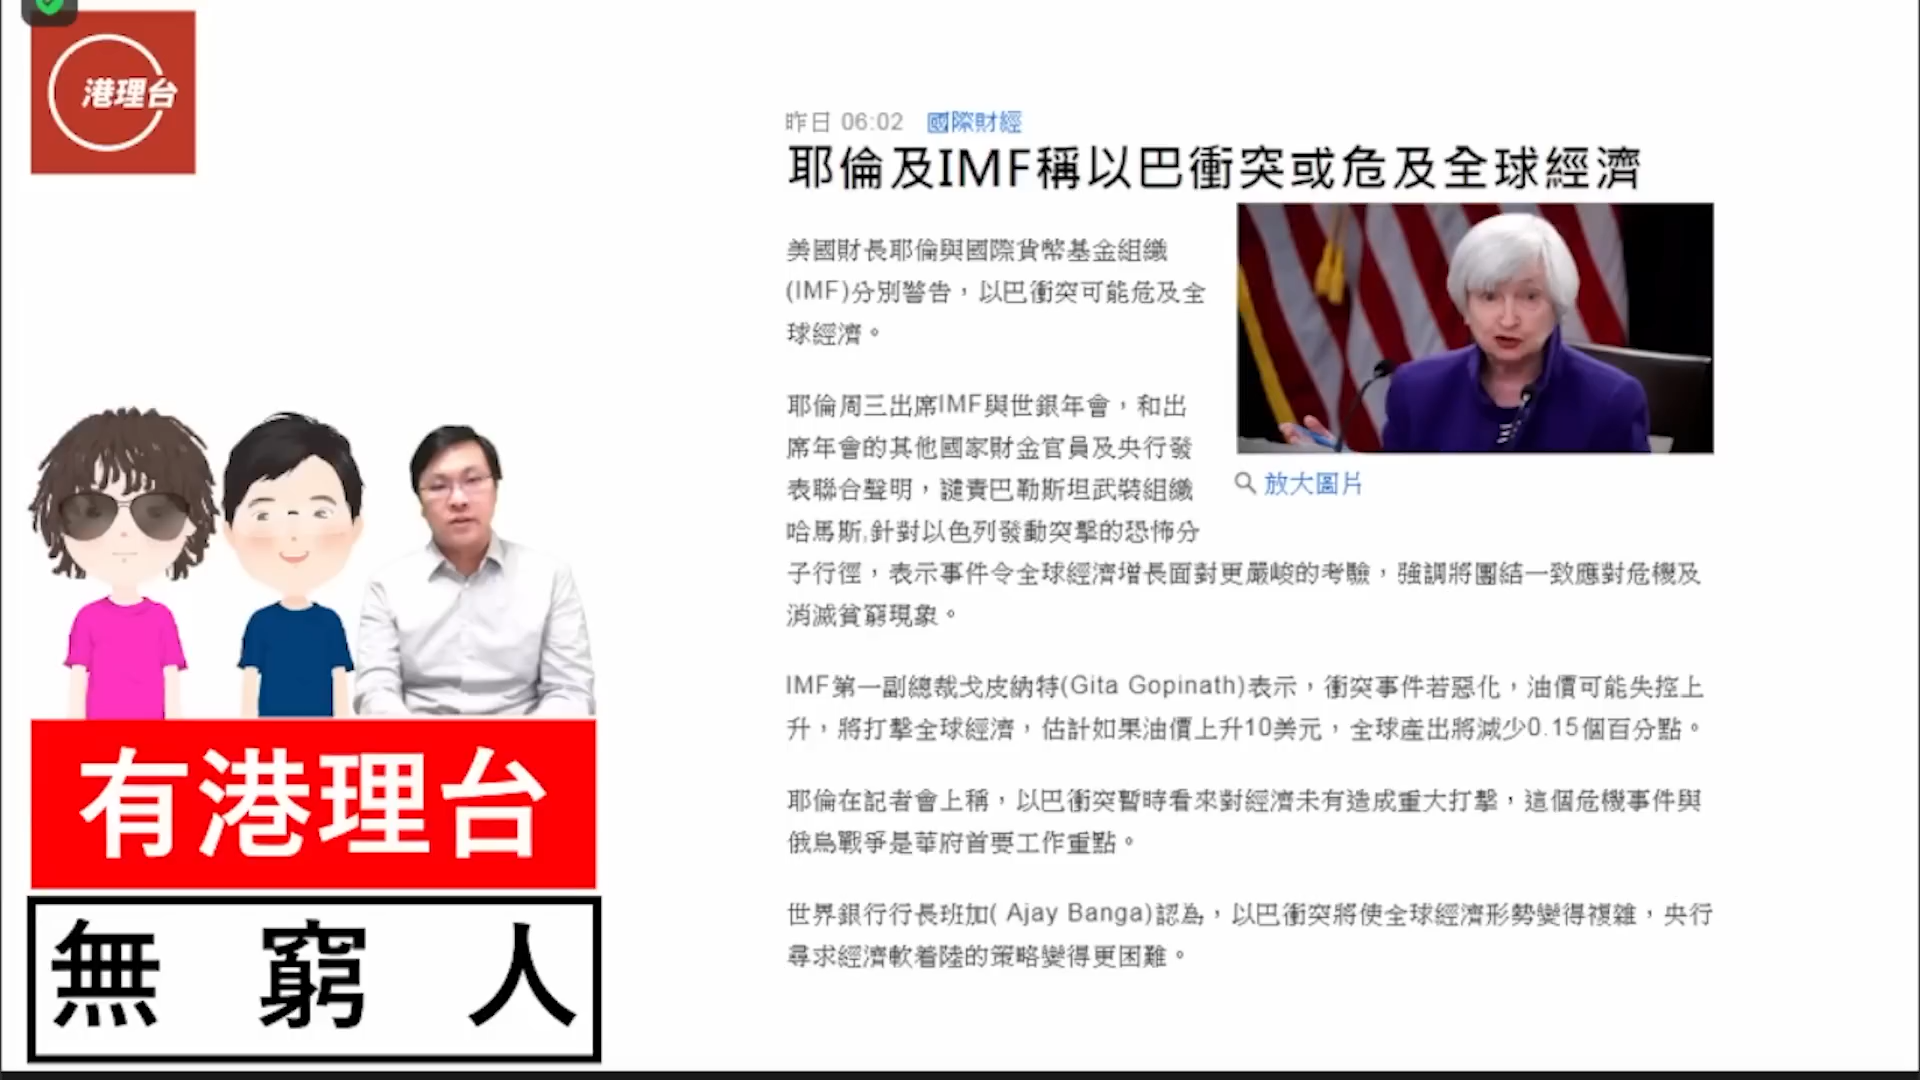 港理台
昨日 06:02 國際財經
耶倫及IMF稱以巴衝突或危及全球經濟
美國財長耶倫與國際貨幣基金組織
(IMF)分別警告，以巴衝突可能危及全
球經濟。
耶倫周三出席IMF與世銀年會，和出
席年會的其他國家財金官員及央行發
表聯合聲明，譴責巴勒斯坦武裝組織
哈馬斯,針對以色列發動突擊的恐怖分
子行徑，表示事件令全球經濟增長面對更嚴峻的考驗，強調將團結一致應對危機及
消滅貧窮現象。
IMF第一副總裁戈皮納特(Gita Gopinath)表示，衝突事件若惡化，油價可能失控上
升，將打擊全球經濟，估計如果油價上升10美元，全球產出將減少0.15個百分點。
耶倫在記者會上稱，以巴衝突暫時看來對經濟未有造成重大打擊，這個危機事件與
俄烏戰爭是華府首要工作重點。
世界銀行行長班加( Ajay Banga)認為，以巴衝突將使全球經濟形勢變得複雜，央行
尋求經濟軟着陸的策略變得更困難。
放大圖片
有港理台
無窮人